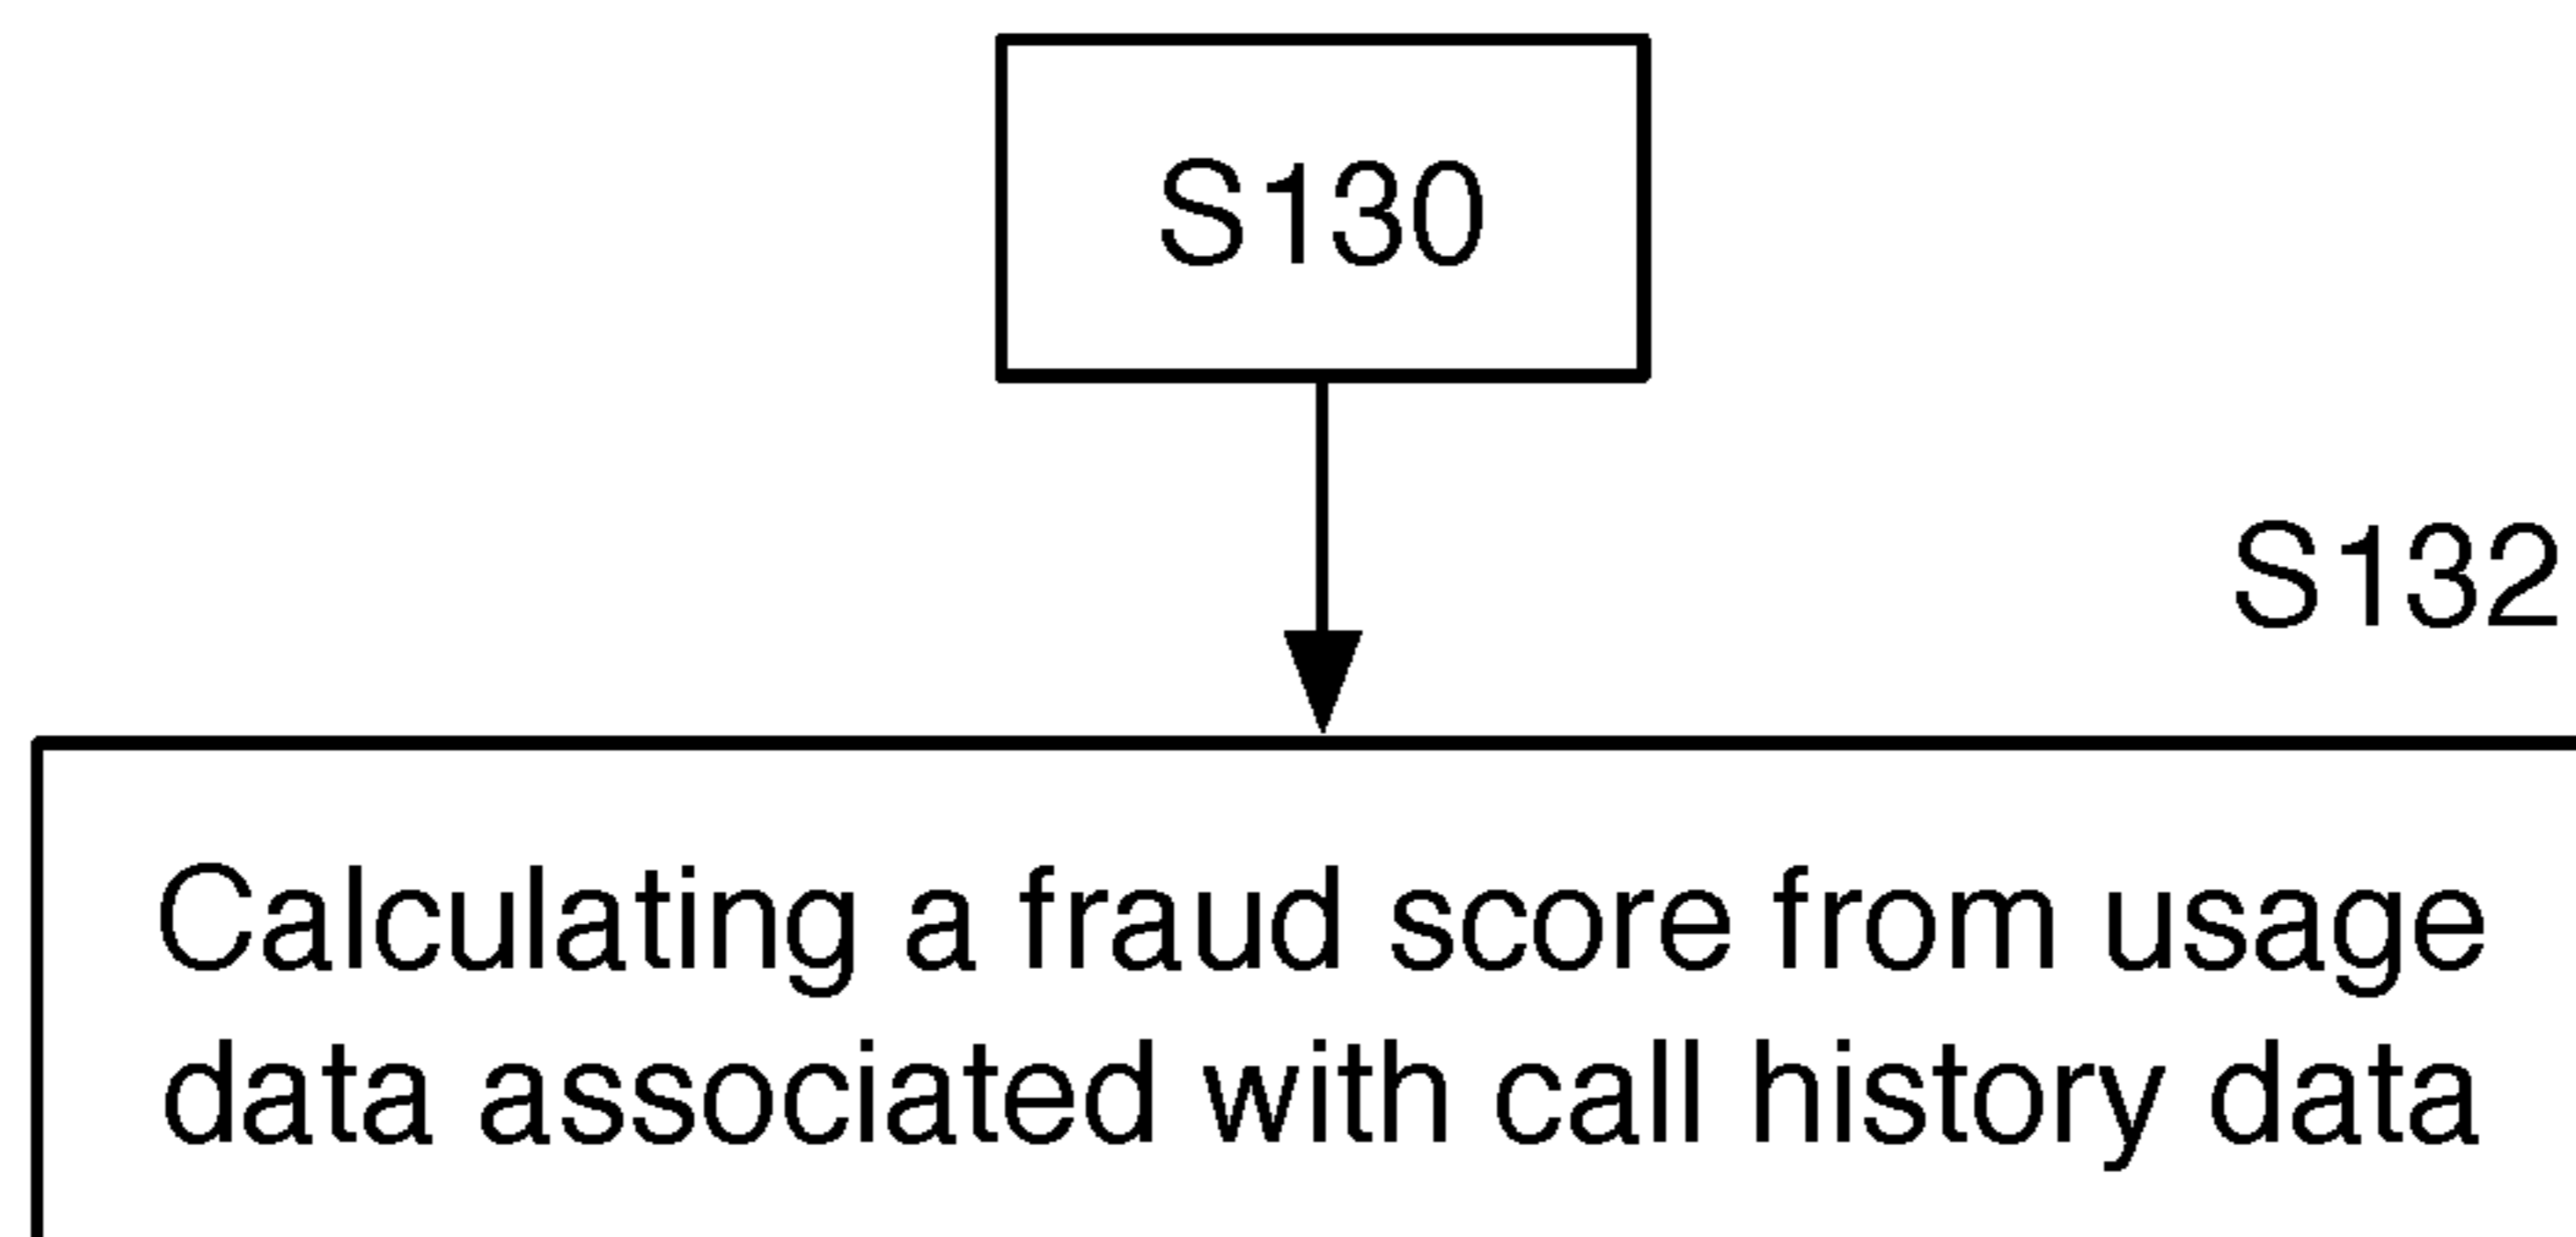 S130
S132
Calculating a fraud score from usage
data associated with call history data